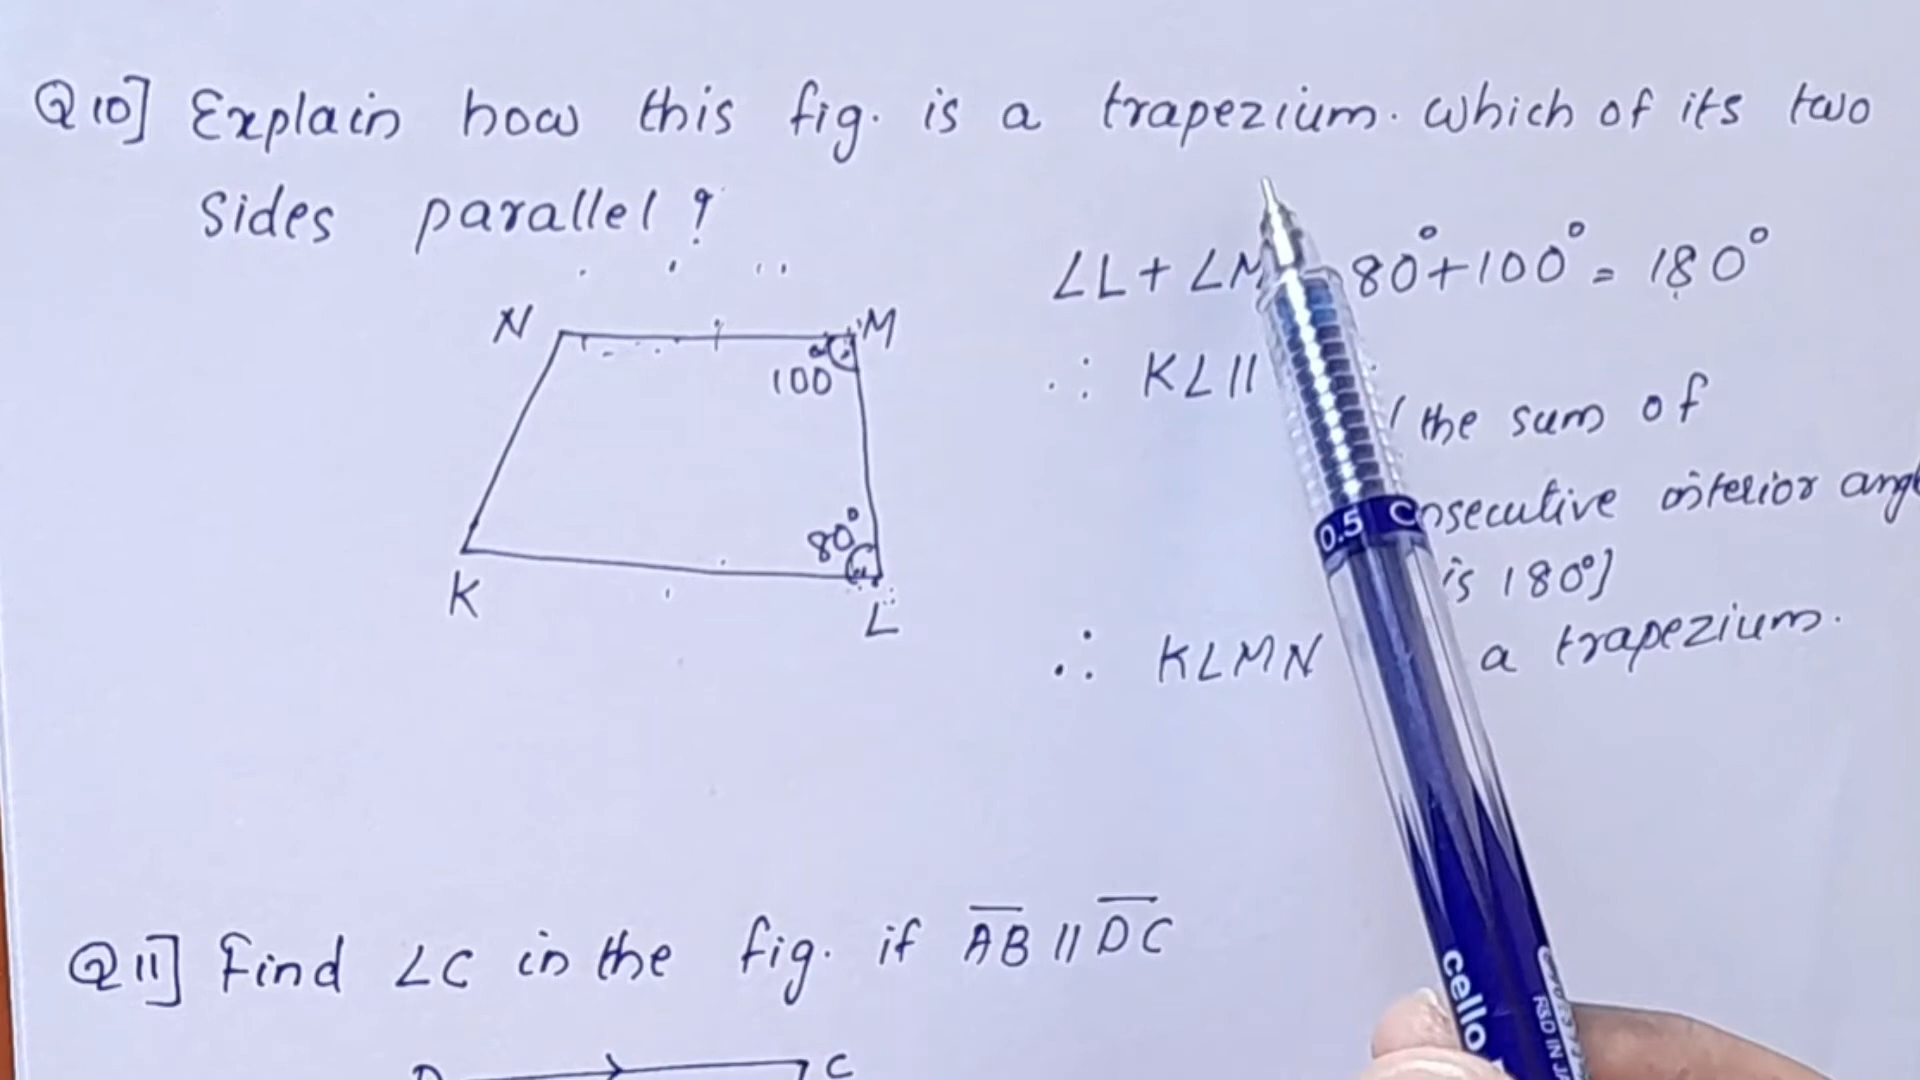 Q10] Explain how this fig. is a trapezium. which of its two
sides parallel?
∠L + ∠M 80° + 100° = 180°
N
M
100°
∴ KL ||
(the sum of
consecutive interior angl
is 180°]
80°
K
L
∴ KLMN a trapezium.
Q11] Find ∠C in the fig. if AB || DC
D
C
0.5
cello